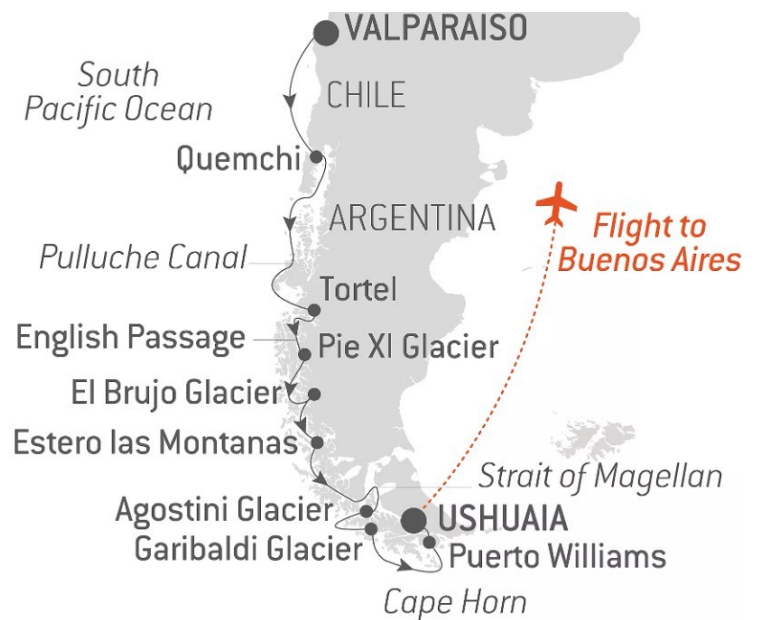 VALPARAISO
South
Pacific Ocean
CHILE
Quemchi
ARGENTINA
Flight to
Buenos Aires
Pulluche Canal
Tortel
English Passage
Pie XI Glacier
El Brujo Glacier
Estero las Montanas
Strait of Magellan
Agostini Glacier
USHUAIA
Garibaldi Glacier
Puerto Williams
Cape Horn